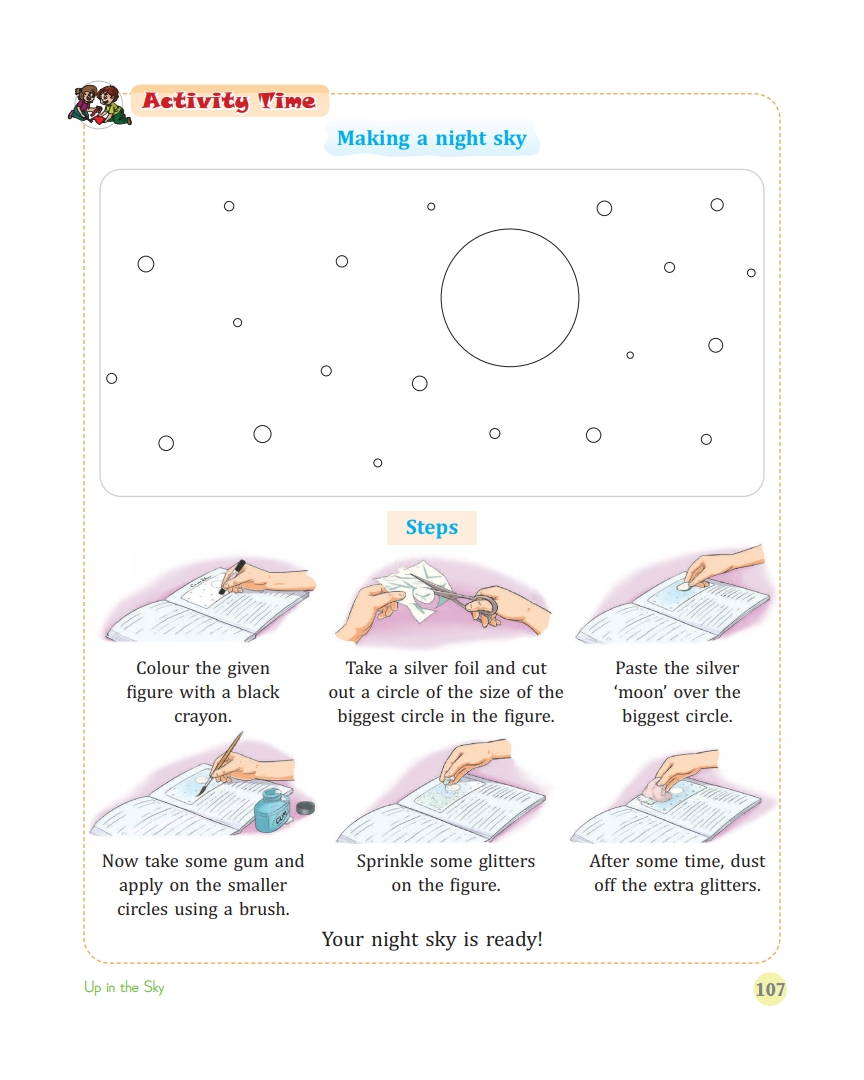 Activity Time
Making a night sky
Steps
Colour the given
figure with a black
crayon.
Take a silver foil and cut
out a circle of the size of the
biggest circle in the figure.
Paste the silver
‘moon’ over the
biggest circle.
GUM
Now take some gum and
apply on the smaller
circles using a brush.
Sprinkle some glitters
on the figure.
After some time, dust
off the extra glitters.
Your night sky is ready!
Up in the Sky
107